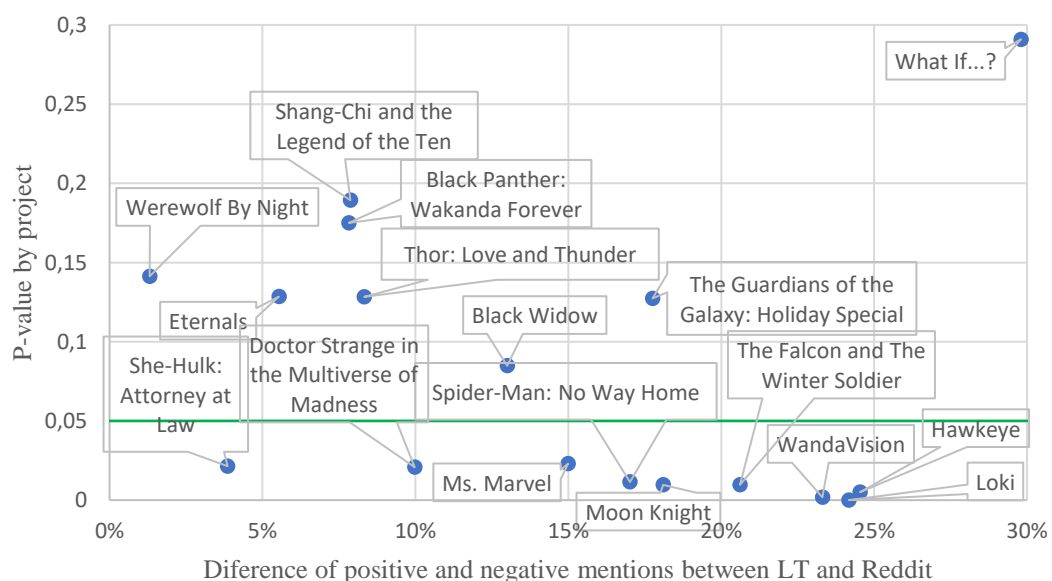 0,3
0,25
0,2
0,15
0,1
0,05
0
P-value by project
What If...?
Shang-Chi and the
Legend of the Ten
Black Panther:
Wakanda Forever
Werewolf By Night
Thor: Love and Thunder
The Guardians of the
Galaxy: Holiday Special
Eternals
Black Widow
She-Hulk:
Attorney at
Law
Doctor Strange in
the Multiverse of
Madness
Spider-Man: No Way Home
The Falcon and The
Winter Soldier
WandaVision
Hawkeye
Ms. Marvel
Moon Knight
Loki
0%
5%
10%
15%
20%
25%
30%
Diference of positive and negative mentions between LT and Reddit